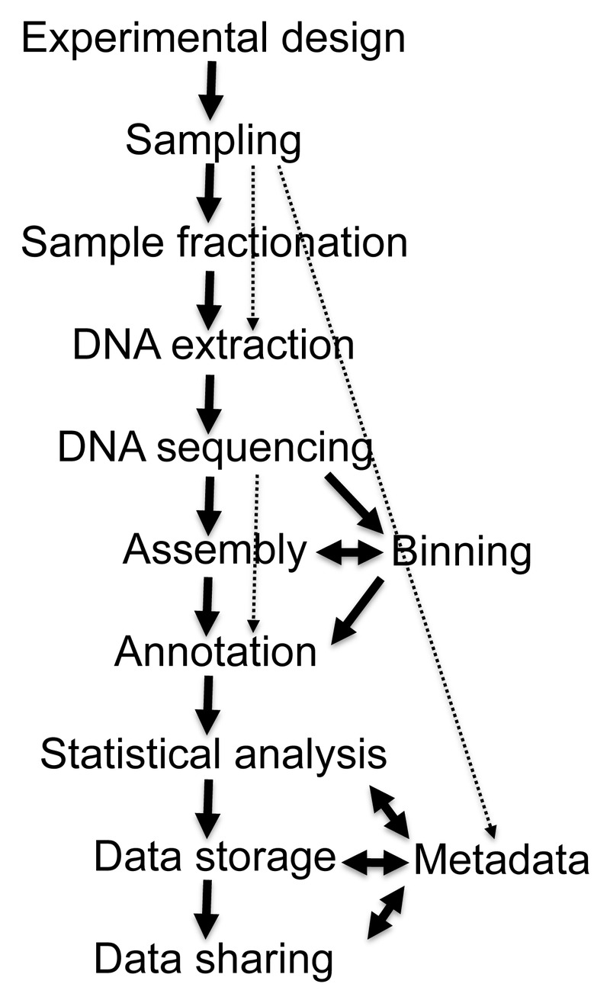 Experimental design
Sampling
Sample fractionation
DNA extraction
DNA sequencing
Assembly
Binning
Annotation
Statistical analysis
Data storage
Metadata
Data sharing